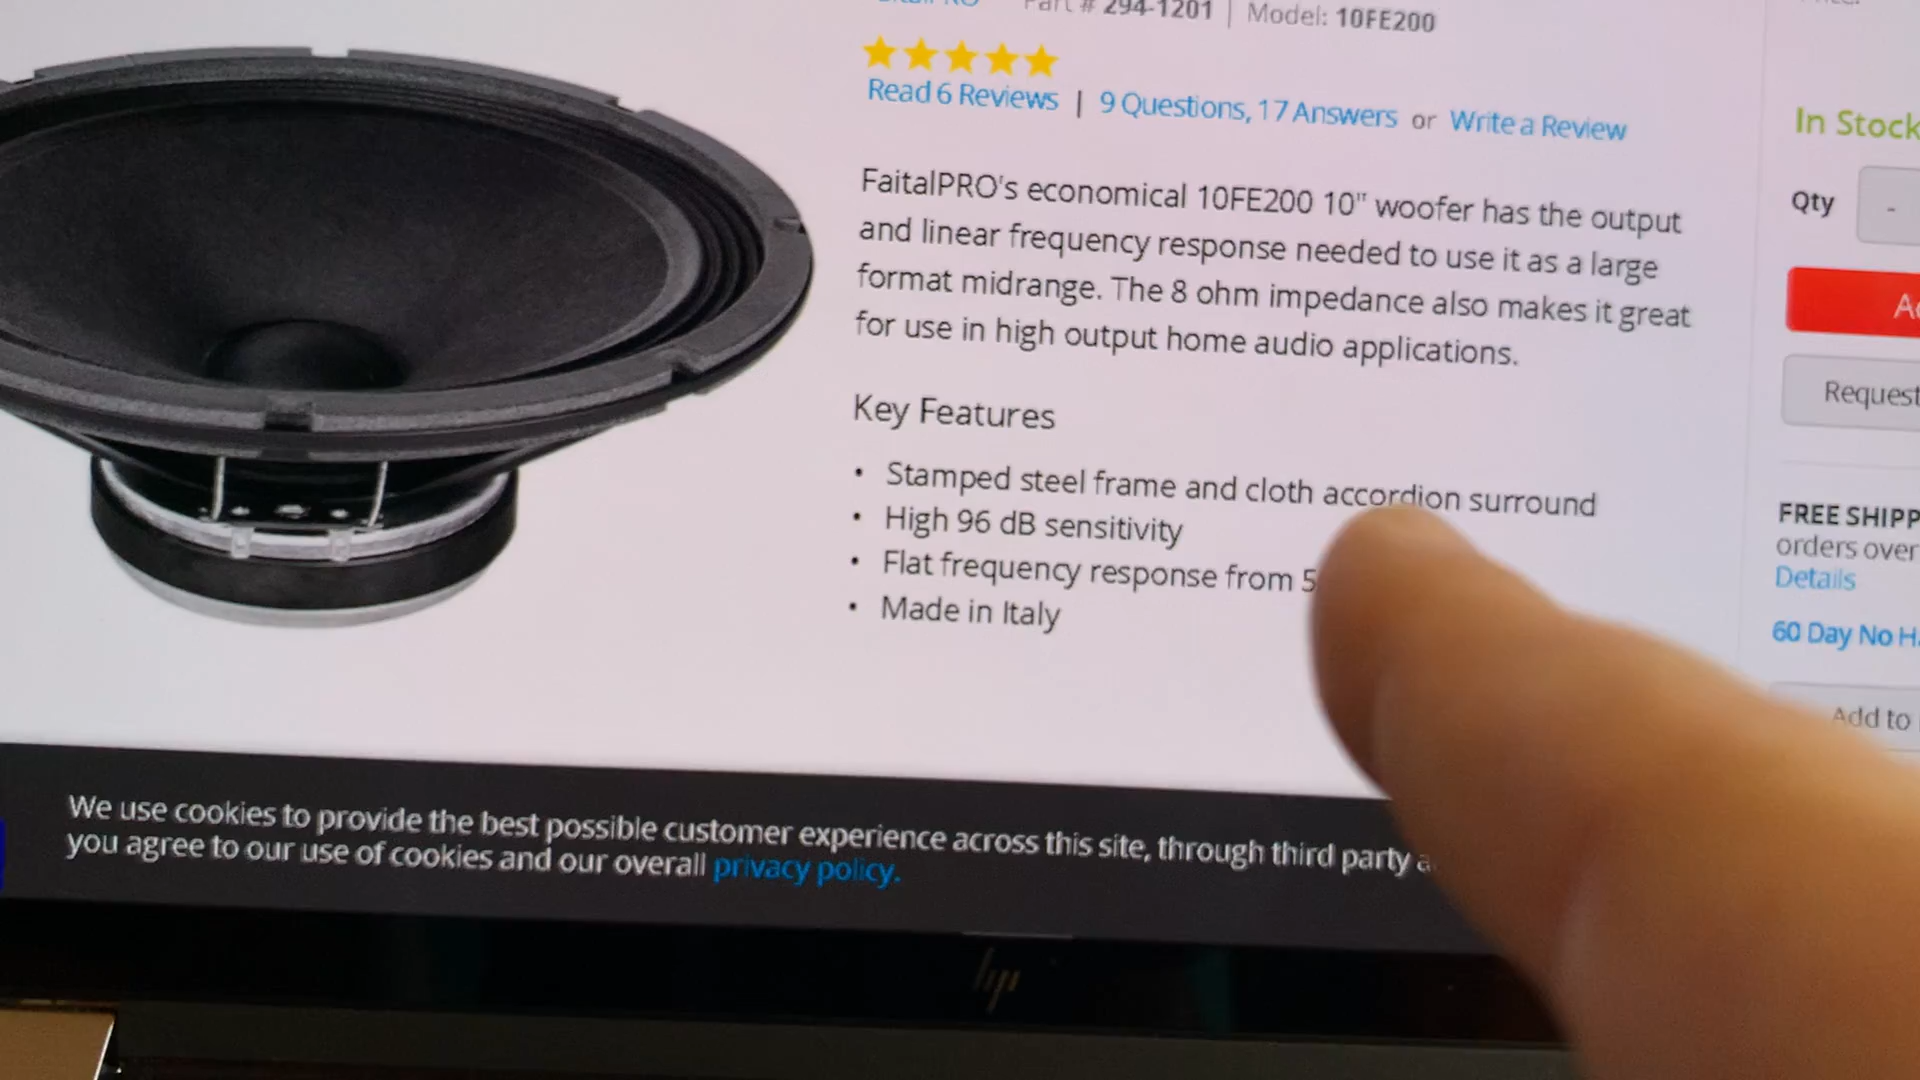 Part # 294-1201 | Model: 10FE200
Read 6 Reviews | 9 Questions, 17 Answers or Write a Review
In Stock
FaitalPRO's economical 10FE200 10" woofer has the output
and linear frequency response needed to use it as a large
format midrange. The 8 ohm impedance also makes it great
for use in high output home audio applications.
Qty -
Request
Key Features
• Stamped steel frame and cloth accordion surround
• High 96 dB sensitivity
• Flat frequency response from 5
• Made in Italy
FREE SHIPP
orders over
Details
60 Day No
Add to
We use cookies to provide the best possible customer experience across this site, through third party
you agree to our use of cookies and our overall privacy policy.
hp